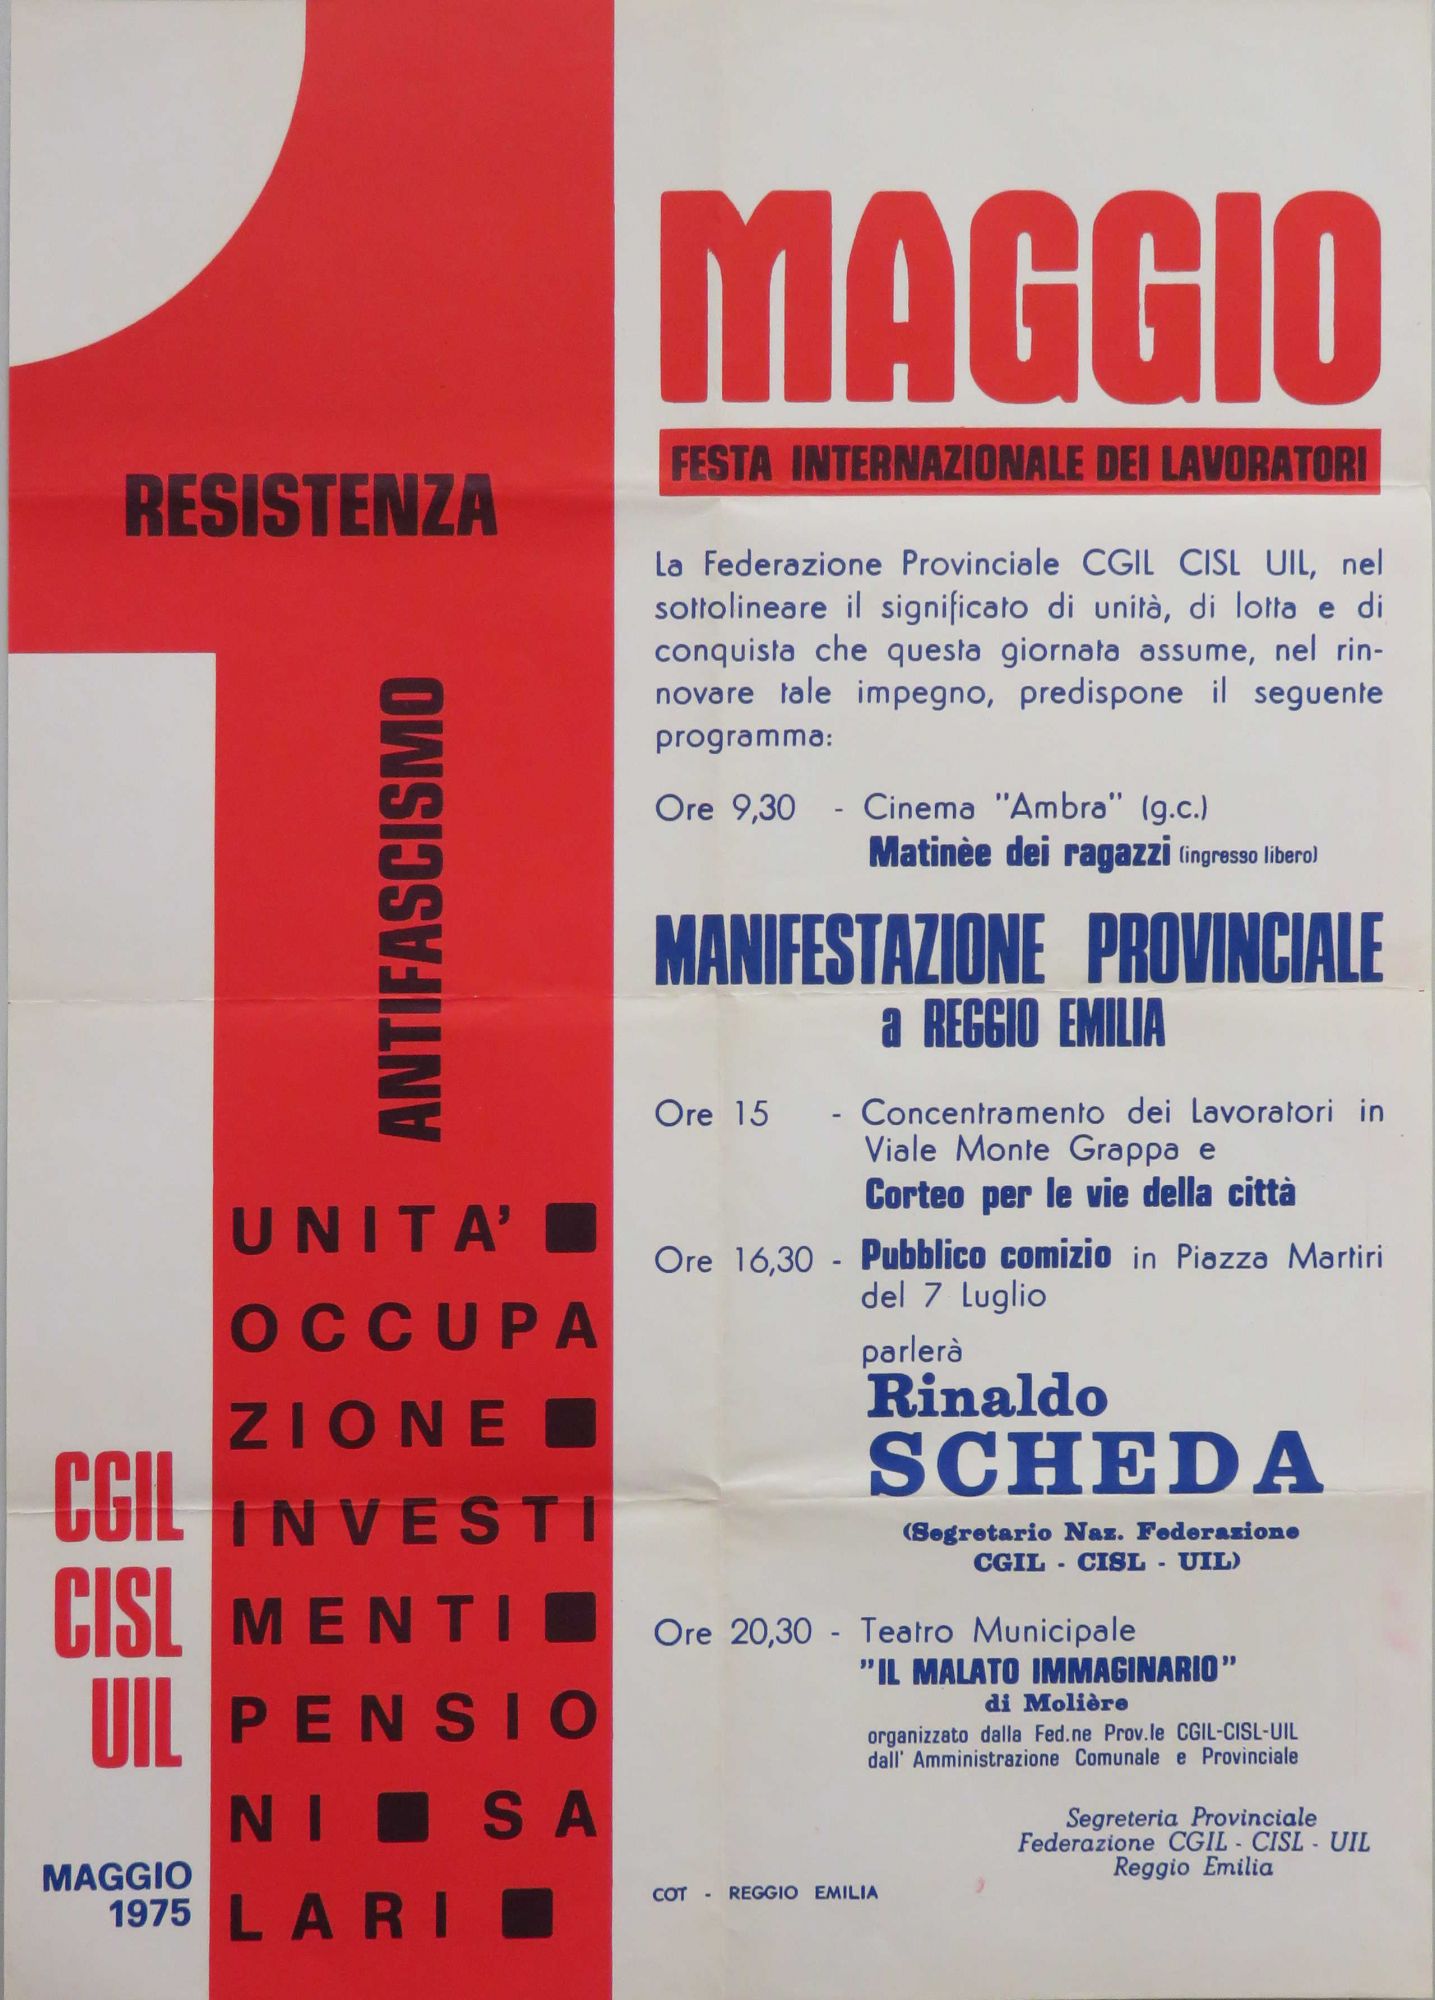 1
MAGGIO
FESTA INTERNAZIONALE DEI LAVORATORI
RESISTENZA
ANTIFASCISMO
UNITA' ■
OCCUPA
ZIONE ■
INVESTI
MENTI ■
PENSIO
NI ■ SA
LARI ■
CGIL
CISL
UIL
MAGGIO
1975
La Federazione Provinciale CGIL CISL UIL, nel
sottolineare il significato di unità, di lotta e di
conquista che questa giornata assume, nel rin-
novare tale impegno, predispone il seguente
programma:
Ore 9,30 - Cinema "Ambra" (g.c.)
Matinèe dei ragazzi (ingresso libero)
MANIFESTAZIONE PROVINCIALE
a REGGIO EMILIA
Ore 15 - Concentramento dei Lavoratori in
Viale Monte Grappa e
Corteo per le vie della città
Ore 16,30 - Pubblico comizio in Piazza Martiri
del 7 Luglio
parlerà
Rinaldo
SCHEDA
(Segretario Naz. Federazione
CGIL - CISL - UIL)
Ore 20,30 - Teatro Municipale
"IL MALATO IMMAGINARIO"
di Molière
organizzato dalla Fed.ne Prov.le CGIL-CISL-UIL
dall' Amministrazione Comunale e Provinciale
Segreteria Provinciale
Federazione CGIL - CISL - UIL
Reggio Emilia
COT - REGGIO EMILIA